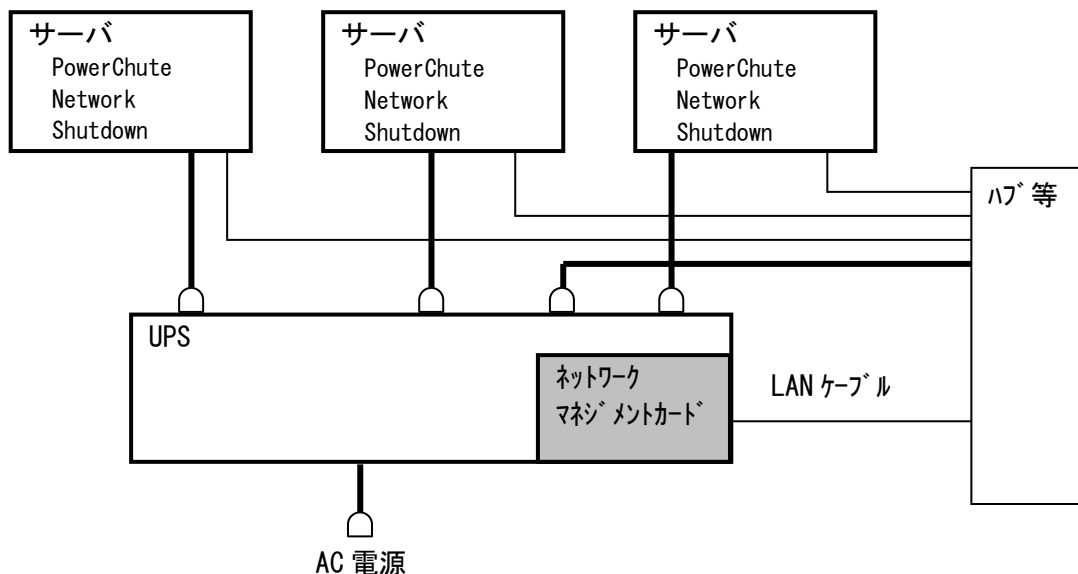 サーバ
PowerChute
Network
Shutdown
サーバ
PowerChute
Network
Shutdown
サーバ
PowerChute
Network
Shutdown
ﾊﾌﾞ等
UPS
ﾈｯﾄﾜｰｸ
ﾏﾈｼﾞﾒﾝﾄｶｰﾄﾞ
LAN ｹｰﾌﾞﾙ
AC 電源